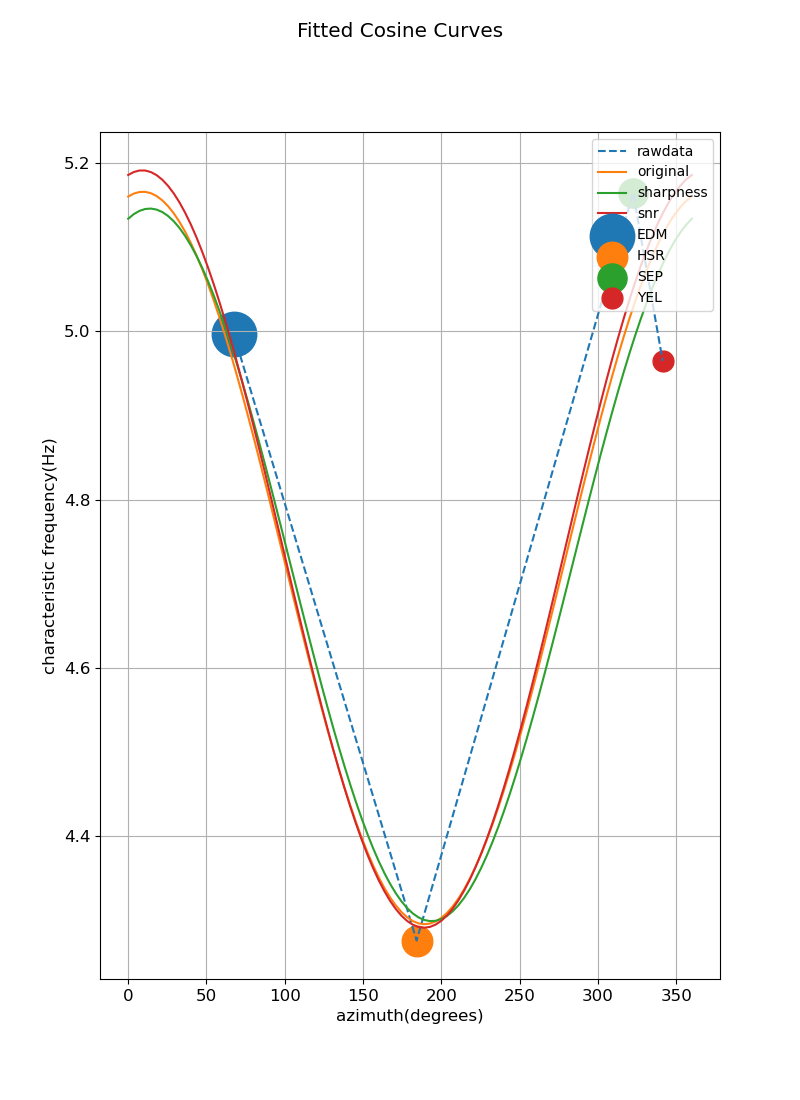 Fitted Cosine Curves
rawdata
original
sharpness
snr
EDM
HSR
SEP
YEL
5.2
5.0
4.8
4.6
4.4
characteristic frequency(Hz)
0 50 100 150 200 250 300 350
azimuth(degrees)